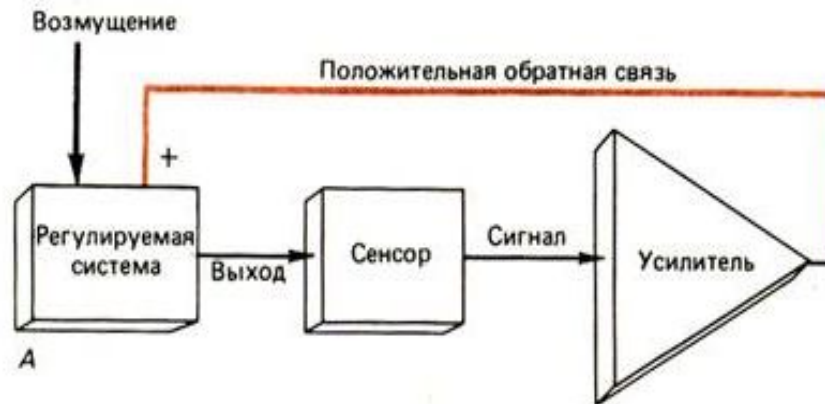 Возмущение
Положительная обратная связь
+
Регулируемая
система
Выход
Сенсор
Сигнал
Усилитель
А